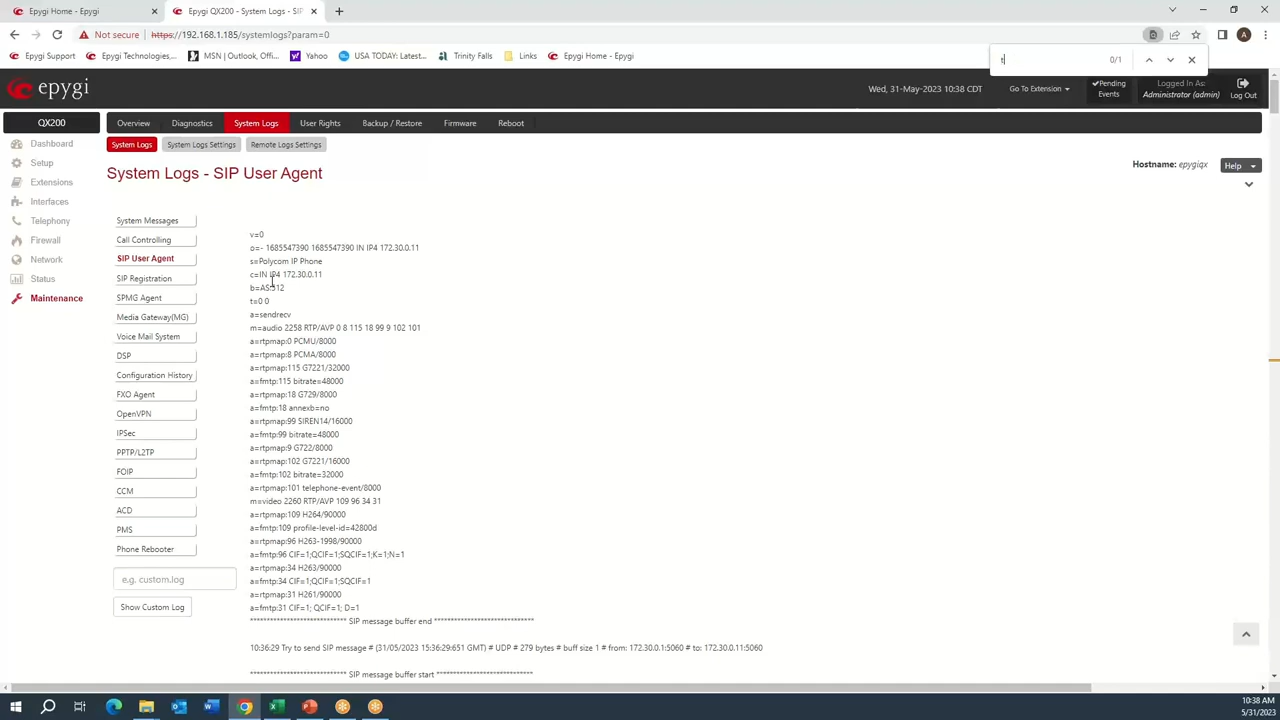 Epygi Home - Epygi
Epygi QX200 - System Logs - SIP
Not secure
https://192.168.1.185/systemlogs?param=0
A
Epygi Support
Epygi Technologies,...
MSN | Outlook, Offi...
Yahoo
USA TODAY: Latest...
Trinity Falls
Links
Epygi Home - Epygi
t
0/1
epygi
Wed, 31-May-2023 10:38 CDT
Go To Extension
Pending
Events
Logged In As:
Administrator (admin)
Log Out
QX200
Overview
Diagnostics
System Logs
User Rights
Backup / Restore
Firmware
Reboot
Dashboard
Setup
Extensions
Interfaces
Telephony
Firewall
Network
Status
Maintenance
System Logs
System Logs Settings
Remote Logs Settings
System Logs - SIP User Agent
Hostname: epygiqx
Help
System Messages
Call Controlling
SIP User Agent
SIP Registration
SPMG Agent
Media Gateway(MG)
Voice Mail System
DSP
Configuration History
FXO Agent
OpenVPN
IPSec
PPTP/L2TP
FOIP
CCM
ACD
PMS
Phone Rebooter
e.g. custom.log
Show Custom Log
v=0
o=- 1685547390 1685547390 IN IP4 172.30.0.11
s=Polycom IP Phone
c=IN IP4 172.30.0.11
b=AS:512
t=0 0
a=sendrecv
m=audio 2258 RTP/AVP 0 8 115 18 99 9 102 101
a=rtpmap:0 PCMU/8000
a=rtpmap:8 PCMA/8000
a=rtpmap:115 G7221/32000
a=fmtp:115 bitrate=48000
a=rtpmap:18 G729/8000
a=fmtp:18 annexb=no
a=rtpmap:99 SIREN14/16000
a=fmtp:99 bitrate=48000
a=rtpmap:9 G722/8000
a=rtpmap:102 G7221/16000
a=fmtp:102 bitrate=32000
a=rtpmap:101 telephone-event/8000
m=video 2260 RTP/AVP 109 96 34 31
a=rtpmap:109 H264/90000
a=fmtp:109 profile-level-id=42800d
a=rtpmap:96 H263-1998/90000
a=fmtp:96 CIF=1;QCIF=1;SQCIF=1;K=1;N=1
a=rtpmap:34 H263/90000
a=fmtp:34 CIF=1;QCIF=1;SQCIF=1
a=rtpmap:31 H261/90000
a=fmtp:31 CIF=1; QCIF=1; D=1
***************************** SIP message buffer end *****************************
10:36:29 Try to send SIP message # (31/05/2023 15:36:29:651 GMT) # UDP # 279 bytes # buff size 1 # from: 172.30.0.1:5060 # to: 172.30.0.11:5060
***************************** SIP message buffer start *****************************
10:38 AM
5/31/2023